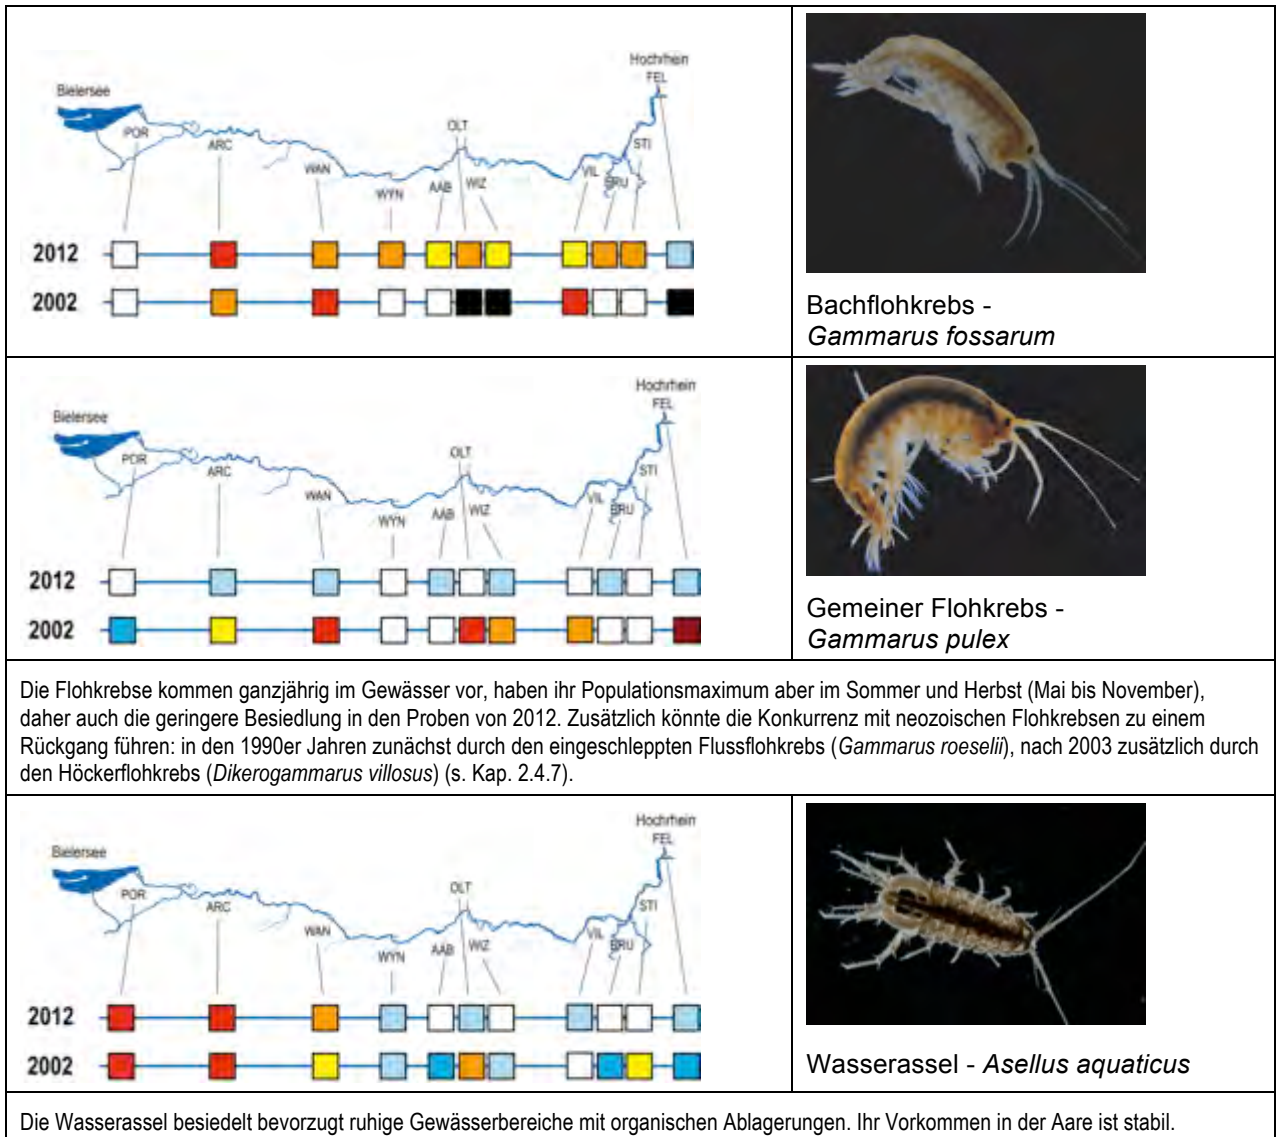 Hochrhein
FEL
Bielersee
POR
ARC
WAN
WYN
AAB
OLT
WIZ
VIL
BRU
STI
2012
2002
Bachflohkrebs -
Gammarus fossarum
Hochrhein
FEL
Bielersee
POR
ARC
WAN
WYN
AAB
OLT
WIZ
VIL
BRU
STI
2012
2002
Gemeiner Flohkrebs -
Gammarus pulex
Die Flohkrebse kommen ganzjährig im Gewässer vor, haben ihr Populationsmaximum aber im Sommer und Herbst (Mai bis November),
daher auch die geringere Besiedlung in den Proben von 2012. Zusätzlich könnte die Konkurrenz mit neozoischen Flohkrebsen zu einem
Rückgang führen: in den 1990er Jahren zunächst durch den eingeschleppten Flussflohkrebs (Gammarus roeselii), nach 2003 zusätzlich durch
den Höckerflohkrebs (Dikerogammarus villosus) (s. Kap. 2.4.7).
Hochrhein
FEL
Bielersee
POR
ARC
WAN
WYN
AAB
OLT
WIZ
VIL
BRU
STI
2012
2002
Wasserassel - Asellus aquaticus
Die Wasserassel besiedelt bevorzugt ruhige Gewässerbereiche mit organischen Ablagerungen. Ihr Vorkommen in der Aare ist stabil.